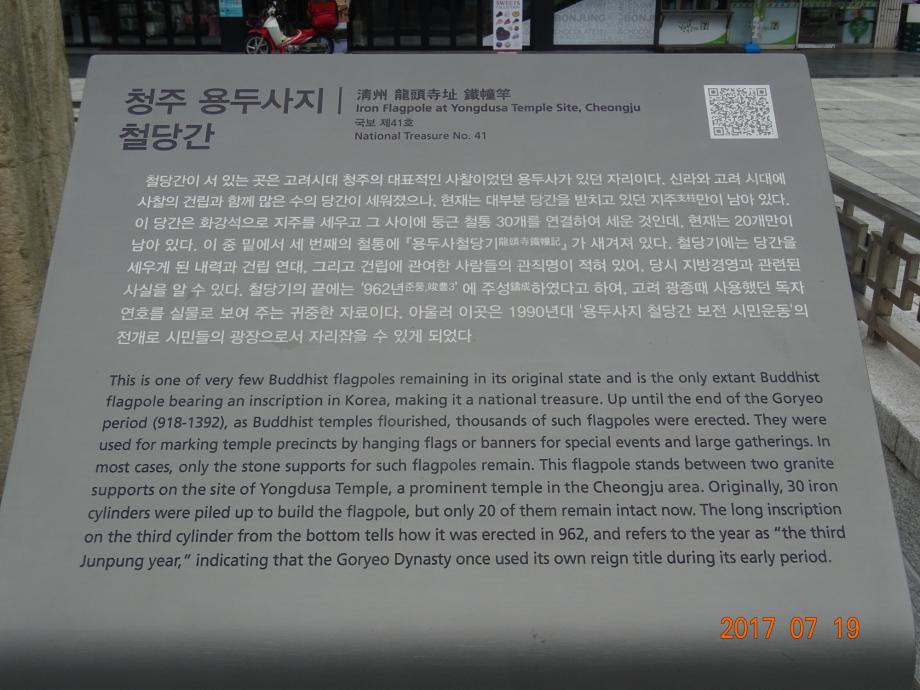 SWEETS
BONJUNG
BONJUNG
청주 용두사지
철당간
淸州 龍頭寺址 鐵幢竿
Iron Flagpole at Yongdusa Temple Site, Cheongju
국보 제41호
National Treasure No. 41
철당간이 서 있는 곳은 고려시대 청주의 대표적인 사찰이었던 용두사가 있던 자리이다. 신라와 고려 시대에
사찰의 건립과 함께 많은 수의 당간이 세워졌으나, 현재는 대부분 당간을 받치고 있던 지주支柱만이 남아 있다.
이 당간은 화강석으로 지주를 세우고 그 사이에 둥근 철통 30개를 연결하여 세운 것인데, 현재는 20개만이
남아 있다. 이 중 밑에서 세 번째의 철통에 『용두사철당기龍頭寺鐵幢記』가 새겨져 있다. 철당기에는 당간을
세우게 된 내력과 건립 연대, 그리고 건립에 관여한 사람들의 관직명이 적혀 있어, 당시 지방경영과 관련된
사실을 알 수 있다. 철당기의 끝에는 '962년준풍,峻豊3' 에 주성鑄成하였다고 하여, 고려 광종때 사용했던 독자
연호를 실물로 보여 주는 귀중한 자료이다. 아울러 이곳은 1990년대 '용두사지 철당간 보전 시민운동'의
전개로 시민들의 광장으로서 자리잡을 수 있게 되었다
This is one of very few Buddhist flagpoles remaining in its original state and is the only extant Buddhist
flagpole bearing an inscription in Korea, making it a national treasure. Up until the end of the Goryeo
period (918-1392), as Buddhist temples flourished, thousands of such flagpoles were erected. They were
used for marking temple precincts by hanging flags or banners for special events and large gatherings. In
most cases, only the stone supports for such flagpoles remain. This flagpole stands between two granite
supports on the site of Yongdusa Temple, a prominent temple in the Cheongju area. Originally, 30 iron
cylinders were piled up to build the flagpole, but only 20 of them remain intact now. The long inscription
on the third cylinder from the bottom tells how it was erected in 962, and refers to the year as “the third
Junpung year,” indicating that the Goryeo Dynasty once used its own reign title during its early period.
2017 07 19